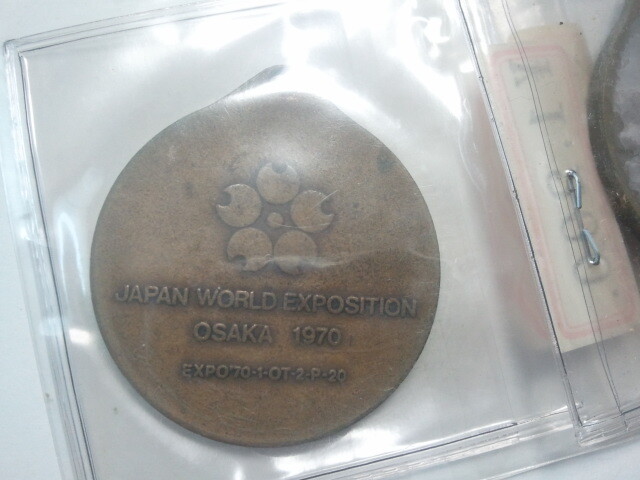 JAPAN WORLD EXPOSITION
OSAKA 1970
EXPO'70-1-OT-2-P-20